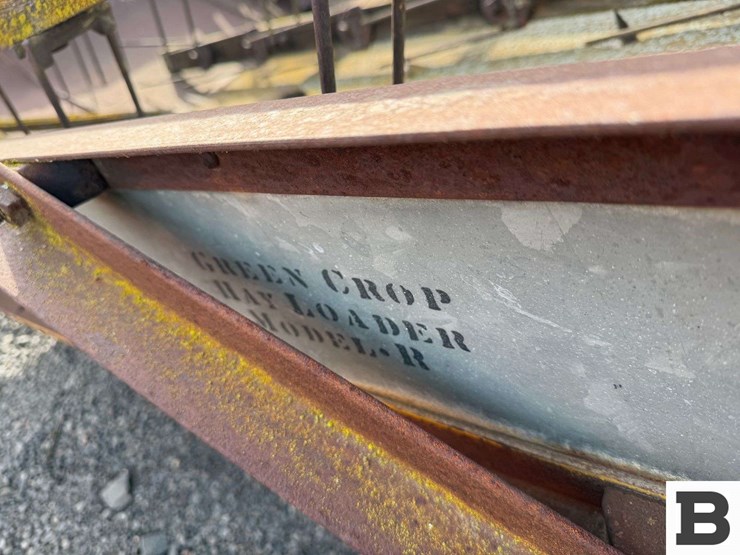 GREEN CROP
HAY LOADER
MODEL·R
B